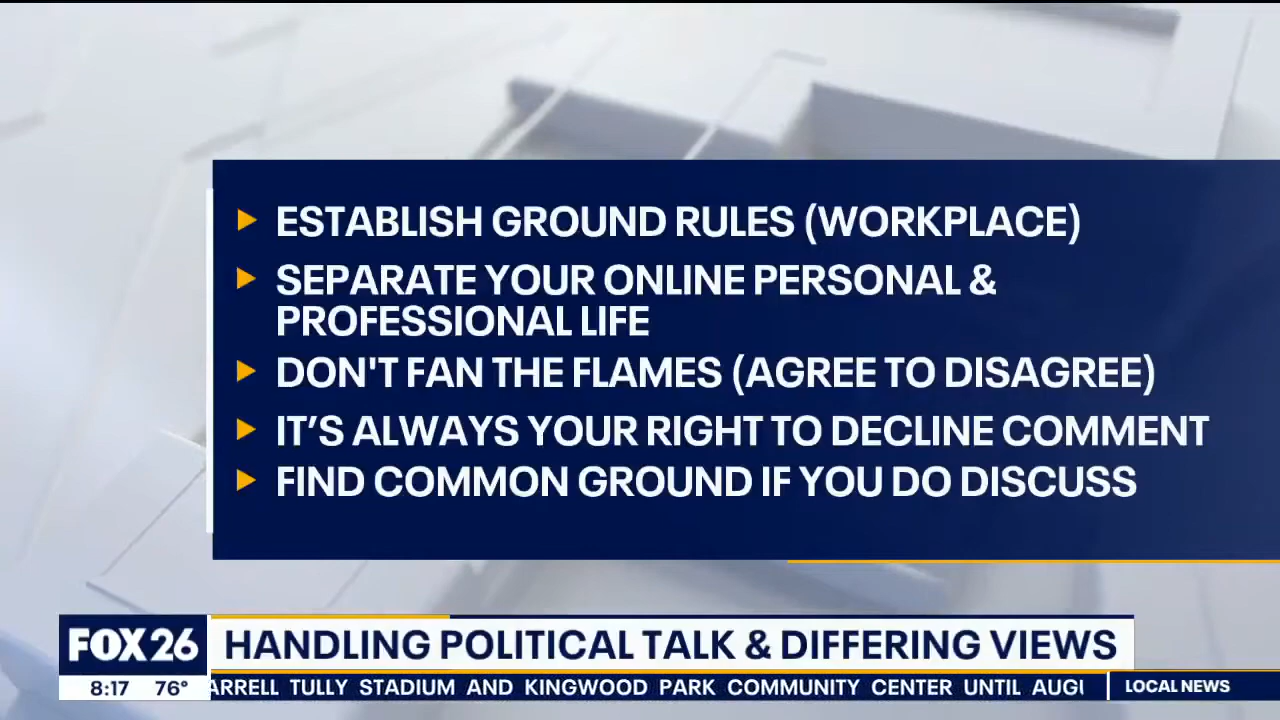 ESTABLISH GROUND RULES (WORKPLACE)
SEPARATE YOUR ONLINE PERSONAL &
PROFESSIONAL LIFE
DON'T FAN THE FLAMES (AGREE TO DISAGREE)
IT’S ALWAYS YOUR RIGHT TO DECLINE COMMENT
FIND COMMON GROUND IF YOU DO DISCUSS
FOX 26 HANDLING POLITICAL TALK & DIFFERING VIEWS
8:17 76° TULLY STADIUM AND KINGWOOD PARK COMMUNITY CENTER UNTIL LOCAL NEWS